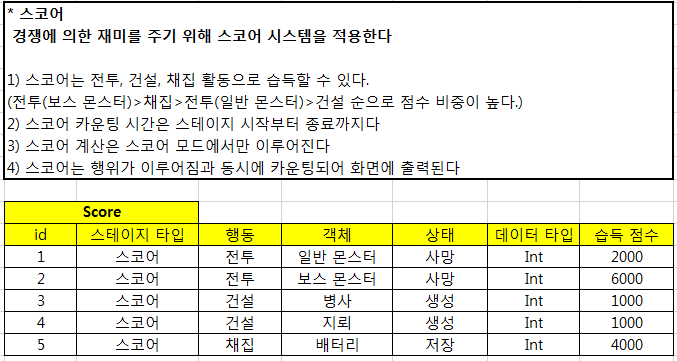 * 스코어
경쟁에 의한 재미를 주기 위해 스코어 시스템을 적용한다
1) 스코어는 전투, 건설, 채집 활동으로 습득할 수 있다.
(전투(보스 몬스터)>채집>전투(일반 몬스터)>건설 순으로 점수 비중이 높다.)
2) 스코어 카운팅 시간은 스테이지 시작부터 종료까지다
3) 스코어 계산은 스코어 모드에서만 이루어진다
4) 스코어는 행위가 이루어짐과 동시에 카운팅되어 화면에 출력된다
Score
id 스테이지 타입 행동 객체 상태 데이터 타입 습득 점수
1 스코어 전투 일반 몬스터 사망 Int 2000
2 스코어 전투 보스 몬스터 사망 Int 6000
3 스코어 건설 병사 생성 Int 1000
4 스코어 건설 지뢰 생성 Int 1000
5 스코어 채집 배터리 저장 Int 4000